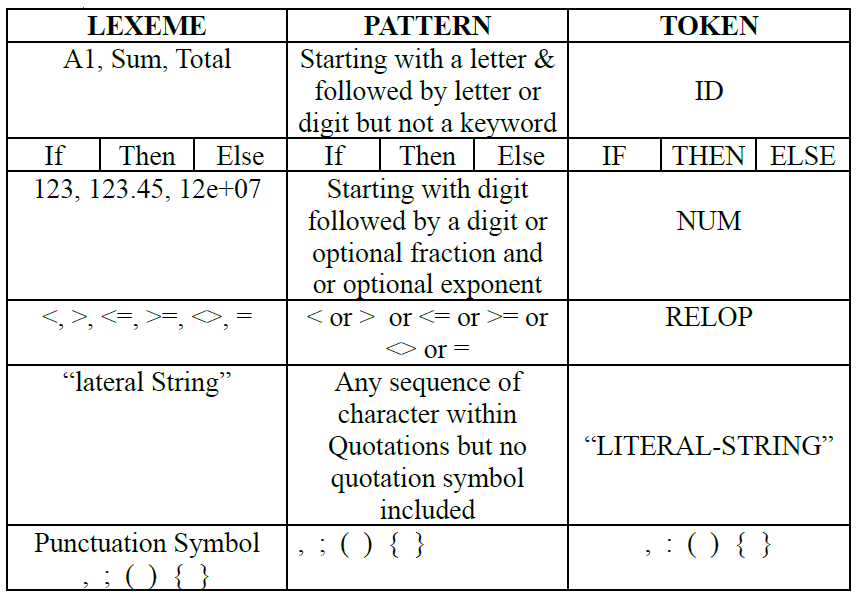 LEXEME PATTERN TOKEN
A1, Sum, Total
Starting with a letter &
followed by letter or
digit but not a keyword
ID
If Then Else If Then Else IF THEN ELSE
123, 123.45, 12e+07
Starting with digit
followed by a digit or
optional fraction and
or optional exponent
NUM
<, >, <=, >=, <>, =
< or > or <= or >= or
<> or =
RELOP
“lateral String”
Any sequence of
character within
Quotations but no
quotation symbol
included
“LITERAL-STRING”
Punctuation Symbol
, ; ( ) { }
, ; ( ) { }
, : ( ) { }